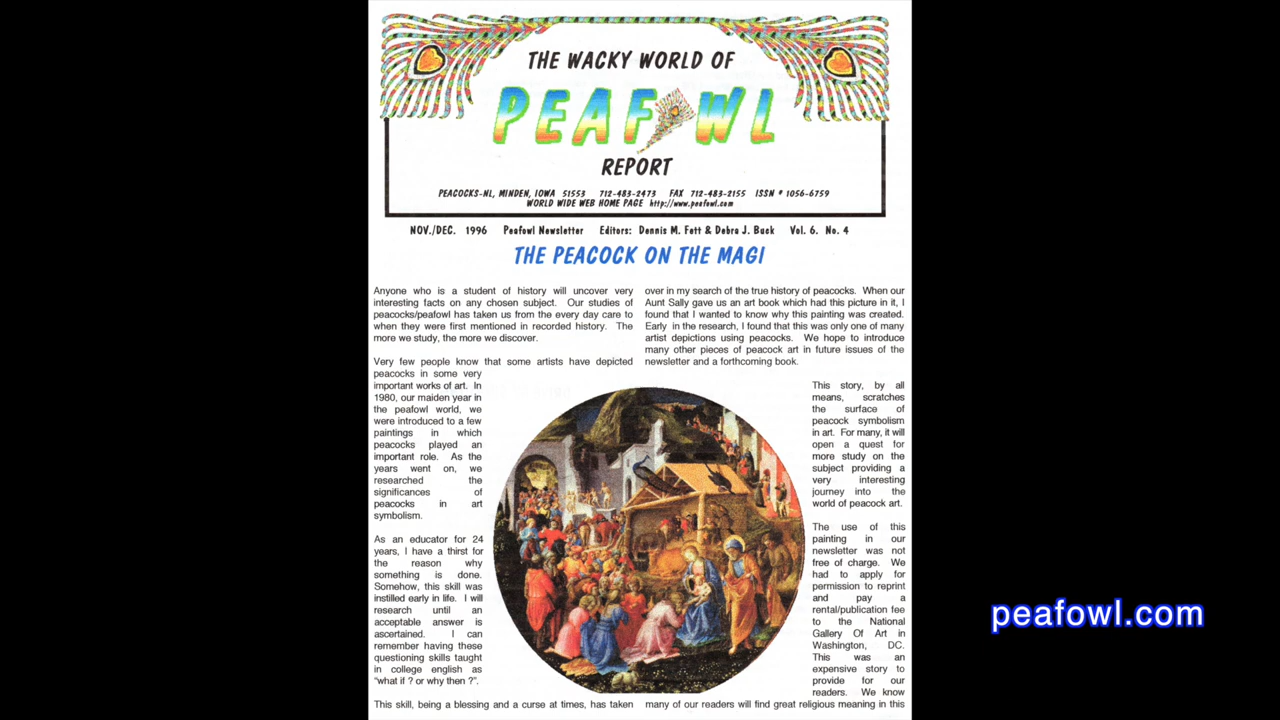 THE WACKY WORLD OF
PEAFOWL
REPORT
PEACOCKS-NL, MINDEN, IOWA 51553 712-483-2473 FAX 712-483-2155 ISSN # 1056-6759
WORLD WIDE WEB HOME PAGE http://www.peafowl.com
NOV./DEC. 1996 Peafowl Newsletter Editors: Dennis M. Fett & Debra J. Buck Vol. 6. No. 4
THE PEACOCK ON THE MAGI
Anyone who is a student of history will uncover very
interesting facts on any chosen subject. Our studies of
peacocks/peafowl has taken us from the every day care to
when they were first mentioned in recorded history. The
more we study, the more we discover.
Very few people know that some artists have depicted
peacocks in some very
important works of art. In
1980, our maiden year in
the peafowl world, we
were introduced to a few
paintings in which
peacocks played an
important role. As the
years went on, we
researched the
significances of
peacocks in art
symbolism.
As an educator for 24
years, I have a thirst for
the reason why
something is done.
Somehow, this skill was
instilled early in life. I will
research until an
acceptable answer is
ascertained. I can
remember having these
questioning skills taught
in college english as
"what if ? or why then ?".
This skill, being a blessing and a curse at times, has taken
over in my search of the true history of peacocks. When our
Aunt Sally gave us an art book which had this picture in it, I
found that I wanted to know why this painting was created.
Early in the research, I found that this was only one of many
artist depictions using peacocks. We hope to introduce
many other pieces of peacock art in future issues of the
newsletter and a forthcoming book.
This story, by all
means, scratches
the surface of
peacock symbolism
in art. For many, it will
open a quest for
more study on the
subject providing a
very interesting
journey into the
world of peacock art.
The use of this
painting in our
newsletter was not
free of charge. We
had to apply for
permission to reprint
and pay a
rental/publication fee
to the National
Gallery Of Art in
Washington, DC.
This was an
expensive story to
provide for our
readers. We know
many of our readers will find great religious meaning in this
peafowl.com